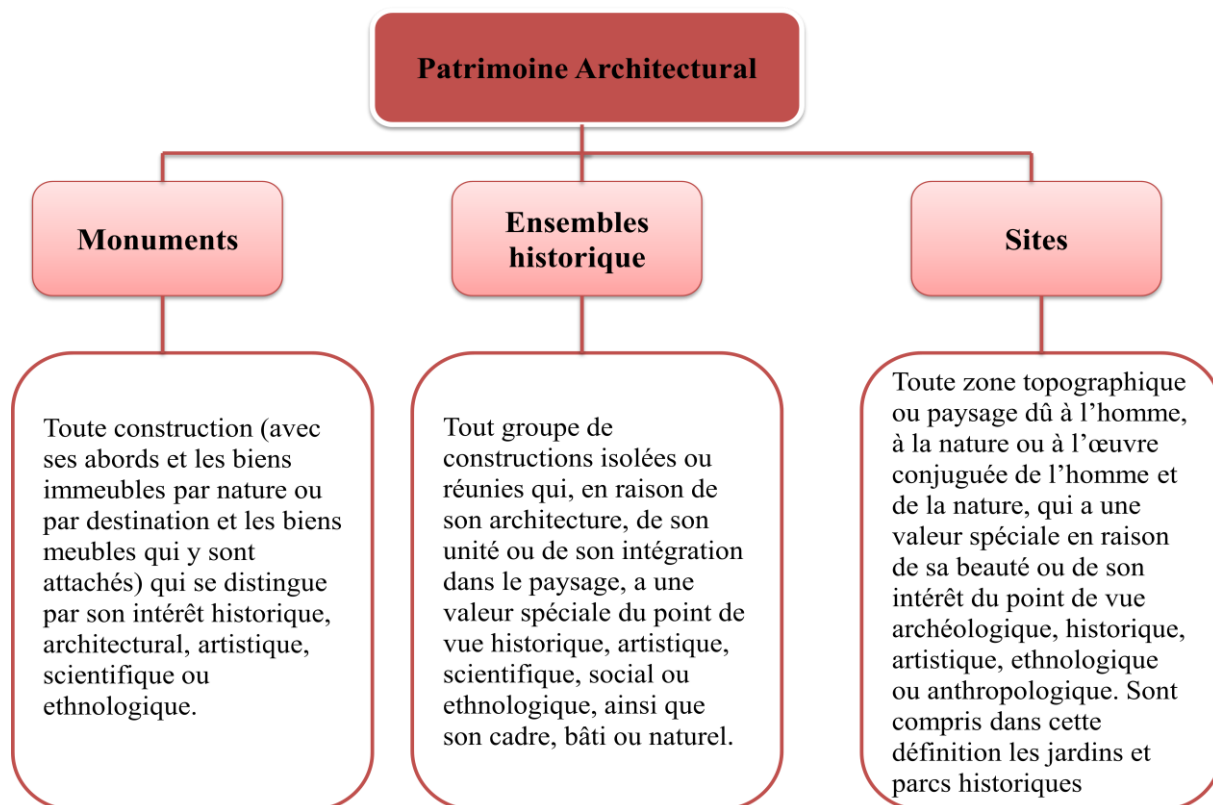 Patrimoine Architectural
Monuments
Ensembles
historique
Sites
Toute construction (avec
ses abords et les biens
immeubles par nature ou
par destination et les biens
meubles qui y sont
attachés) qui se distingue
par son intérêt historique,
architectural, artistique,
scientifique ou
ethnologique.
Tout groupe de
constructions isolées ou
réunies qui, en raison de
son architecture, de son
unité ou de son intégration
dans le paysage, a une
valeur spéciale du point de
vue historique, artistique,
scientifique, social ou
ethnologique, ainsi que
son cadre, bâti ou naturel.
Toute zone topographique
ou paysage dû à l’homme,
à la nature ou à l’œuvre
conjuguée de l’homme et
de la nature, qui a une
valeur spéciale en raison
de sa beauté ou de son
intérêt du point de vue
archéologique, historique,
artistique, ethnologique
ou anthropologique. Sont
compris dans cette
définition les jardins et
parcs historiques